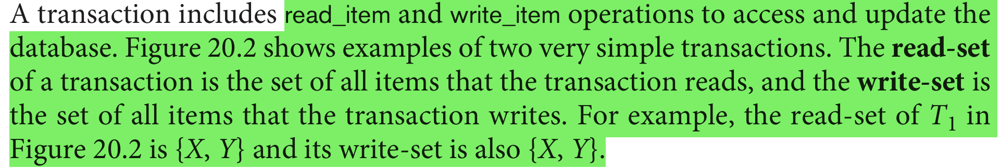 A transaction includes read_item and write_item operations to access and update the
database. Figure 20.2 shows examples of two very simple transactions. The read-set
of a transaction is the set of all items that the transaction reads, and the write-set is
the set of all items that the transaction writes. For example, the read-set of T₁ in
Figure 20.2 is {X, Y} and its write-set is also {X, Y}.